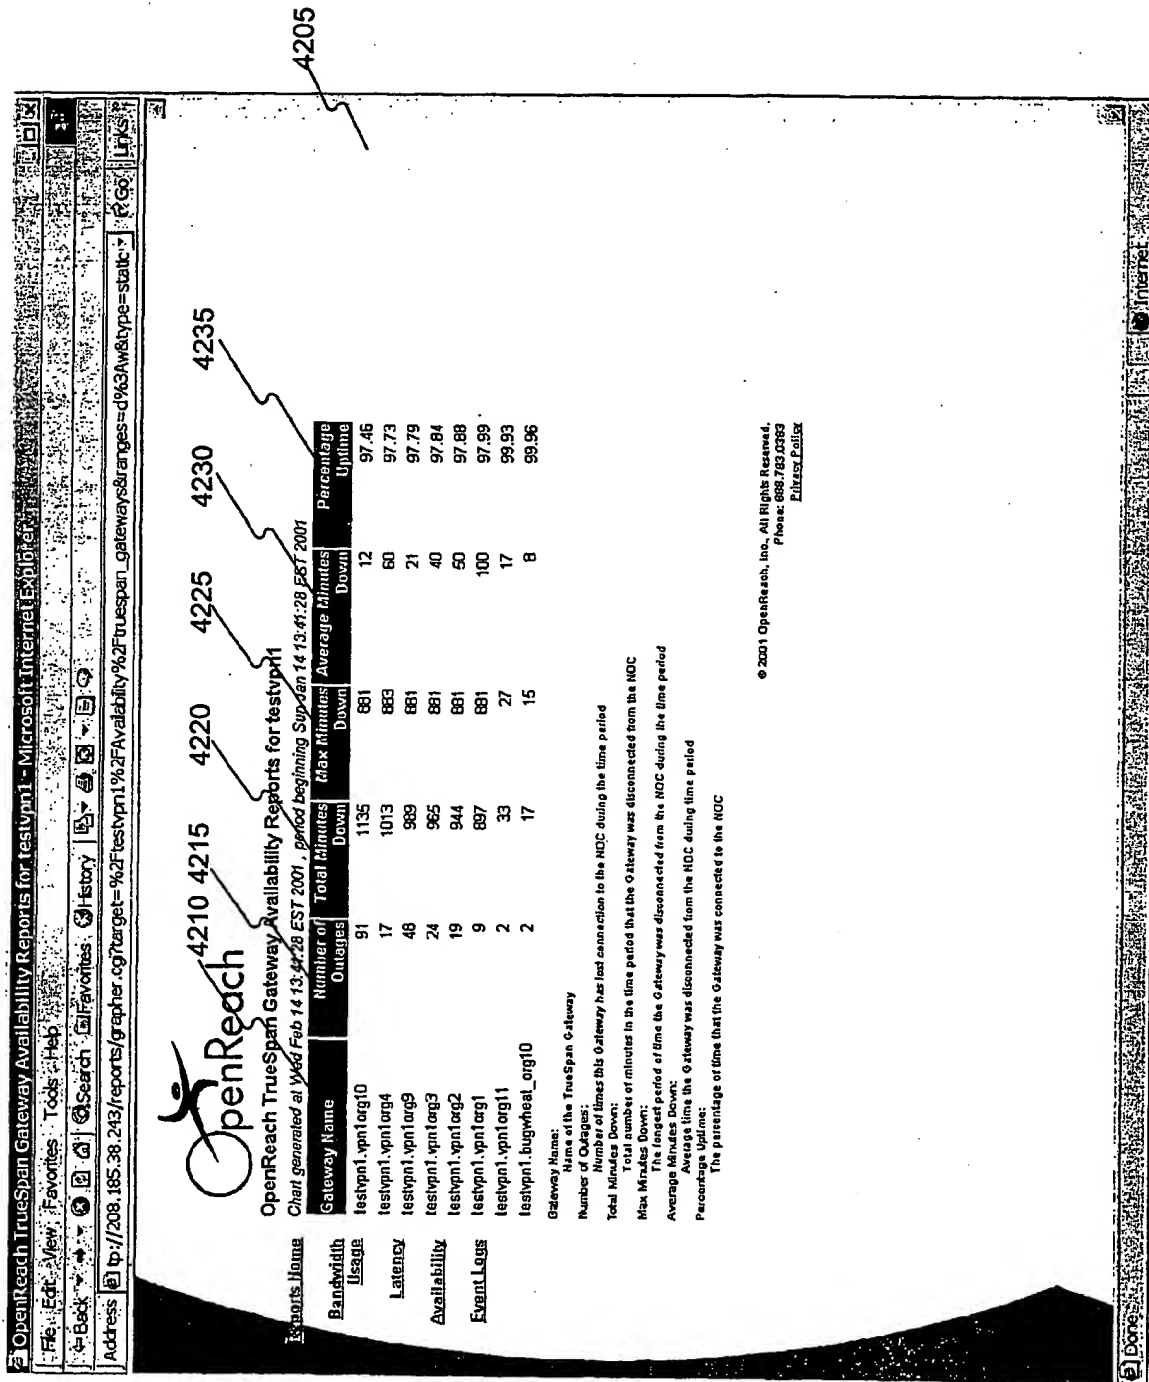 OpenReach TrueSpan Gateway Availability Reports for testvpn1 - Microsoft Internet Explorer
File Edit View Favorites Tools Help
Back Search Favorites History
Address tp://208.185.38.243/reports/grapher.cgi?target=%2Ftestvpn1%2FAvailability%2Ftruespan_gateways&ranges=d%3Aw&type=static Go Links
4205
4210 4215 4220 4225 4230 4235
OpenReach
OpenReach TrueSpan Gateway Availability Reports for testvpn1
Chart generated at Wed Feb 14 13:41:28 EST 2001, period beginning Sun Jan 14 13:41:28 EST 2001
Reports Home
Bandwidth Usage
Latency
Availability
Event Logs
Gateway Name Number of Outages Total Minutes Down Max Minutes Down Average Minutes Down Percentage Uptime
testvpn1.vpn1org10 91 1135 881 12 97.46
testvpn1.vpn1org4 17 1013 883 60 97.73
testvpn1.vpn1org9 48 989 881 21 97.79
testvpn1.vpn1org3 24 965 881 40 97.84
testvpn1.vpn1org2 19 944 881 50 97.88
testvpn1.vpn1org1 9 897 881 100 97.99
testvpn1.vpn1org11 2 33 27 17 99.93
testvpn1.bugwheat_org10 2 17 15 8 99.96
Gateway Name:
Name of the TrueSpan Gateway
Number of Outages:
Number of times this Gateway has lost connection to the NOC during the time period
Total Minutes Down:
Total number of minutes in the time period that the Gateway was disconnected from the NOC
Max Minutes Down:
The longest period of time the Gateway was disconnected from the NOC during the time period
Average Minutes Down:
Average time the Gateway was disconnected from the NOC during time period
Percentage Uptime:
The percentage of time that the Gateway was connected to the NOC
© 2001 OpenReach, Inc., All Rights Reserved.
Phone: 888.783.0383
Privacy Policy
Done Internet